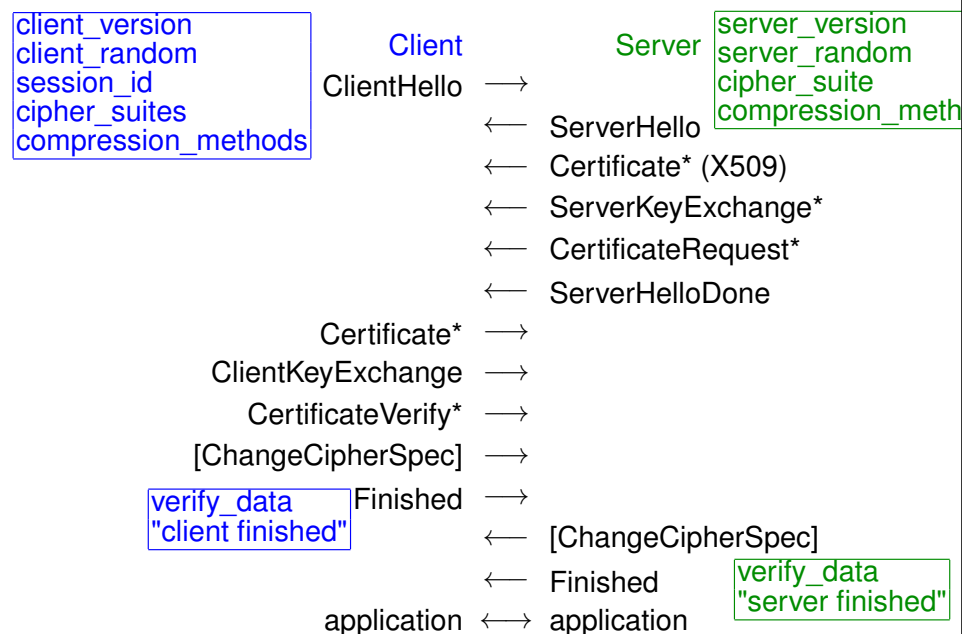 client_version
client_random
session_id
cipher_suites
compression_methods
Client
Server
server_version
server_random
cipher_suite
compression_meth
ClientHello ⟶
⟵ ServerHello
⟵ Certificate* (X509)
⟵ ServerKeyExchange*
⟵ CertificateRequest*
⟵ ServerHelloDone
Certificate* ⟶
ClientKeyExchange ⟶
CertificateVerify* ⟶
[ChangeCipherSpec] ⟶
verify_data
"client finished"
Finished ⟶
⟵ [ChangeCipherSpec]
⟵ Finished
verify_data
"server finished"
application ⟷ application